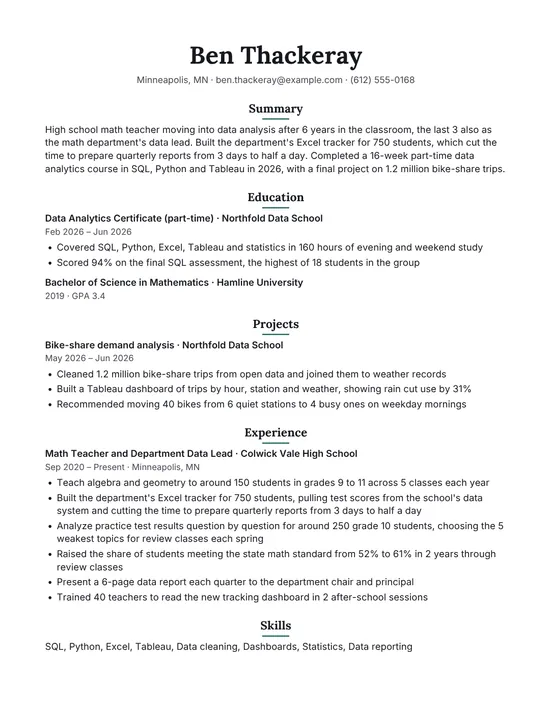 Ben Thackeray
Minneapolis, MN · ben.thackeray@example.com · (612) 555-0168
Summary
High school math teacher moving into data analysis after 6 years in the classroom, the last 3 also as
the math department's data lead. Built the department's Excel tracker for 750 students, which cut the
time to prepare quarterly reports from 3 days to half a day. Completed a 16-week part-time data
analytics course in SQL, Python and Tableau in 2026, with a final project on 1.2 million bike-share trips.
Education
Data Analytics Certificate (part-time) · Northfold Data School
Feb 2026 – Jun 2026
• Covered SQL, Python, Excel, Tableau and statistics in 160 hours of evening and weekend study
• Scored 94% on the final SQL assessment, the highest of 18 students in the group
Bachelor of Science in Mathematics · Hamline University
2019 · GPA 3.4
Projects
Bike-share demand analysis · Northfold Data School
May 2026 – Jun 2026
• Cleaned 1.2 million bike-share trips from open data and joined them to weather records
• Built a Tableau dashboard of trips by hour, station and weather, showing rain cut use by 31%
• Recommended moving 40 bikes from 6 quiet stations to 4 busy ones on weekday mornings
Experience
Math Teacher and Department Data Lead · Colwick Vale High School
Sep 2020 – Present · Minneapolis, MN
• Teach algebra and geometry to around 150 students in grades 9 to 11 across 5 classes each year
• Built the department's Excel tracker for 750 students, pulling test scores from the school's data
system and cutting the time to prepare quarterly reports from 3 days to half a day
• Analyze practice test results question by question for around 250 grade 10 students, choosing the 5
weakest topics for review classes each spring
• Raised the share of students meeting the state math standard from 52% to 61% in 2 years through
review classes
• Present a 6-page data report each quarter to the department chair and principal
• Trained 40 teachers to read the new tracking dashboard in 2 after-school sessions
Skills
SQL, Python, Excel, Tableau, Data cleaning, Dashboards, Statistics, Data reporting